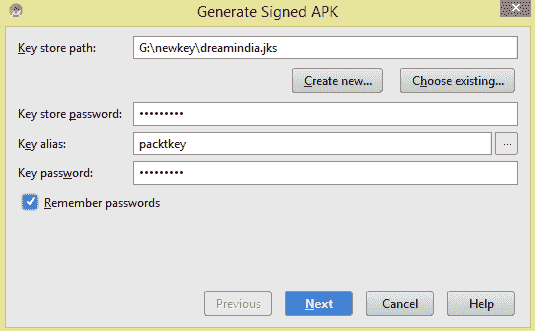 Generate Signed APK
Key store path: G:\newkey\dreamindia.jks
Create new... Choose existing...
Key store password: •••••••••
Key alias: packtkey ...
Key password: •••••••••
Remember passwords
Previous Next Cancel Help